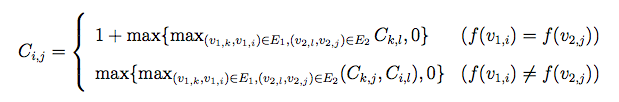 C_{i,j} = { 1 + max{max_{(v_{1,k},v_{1,i})∈E_1,(v_{2,l},v_{2,j})∈E_2} C_{k,l}, 0} (f(v_{1,i}) = f(v_{2,j}))
max{max_{(v_{1,k},v_{1,i})∈E_1,(v_{2,l},v_{2,j})∈E_2}(C_{k,j}, C_{i,l}), 0} (f(v_{1,i}) ≠ f(v_{2,j}))